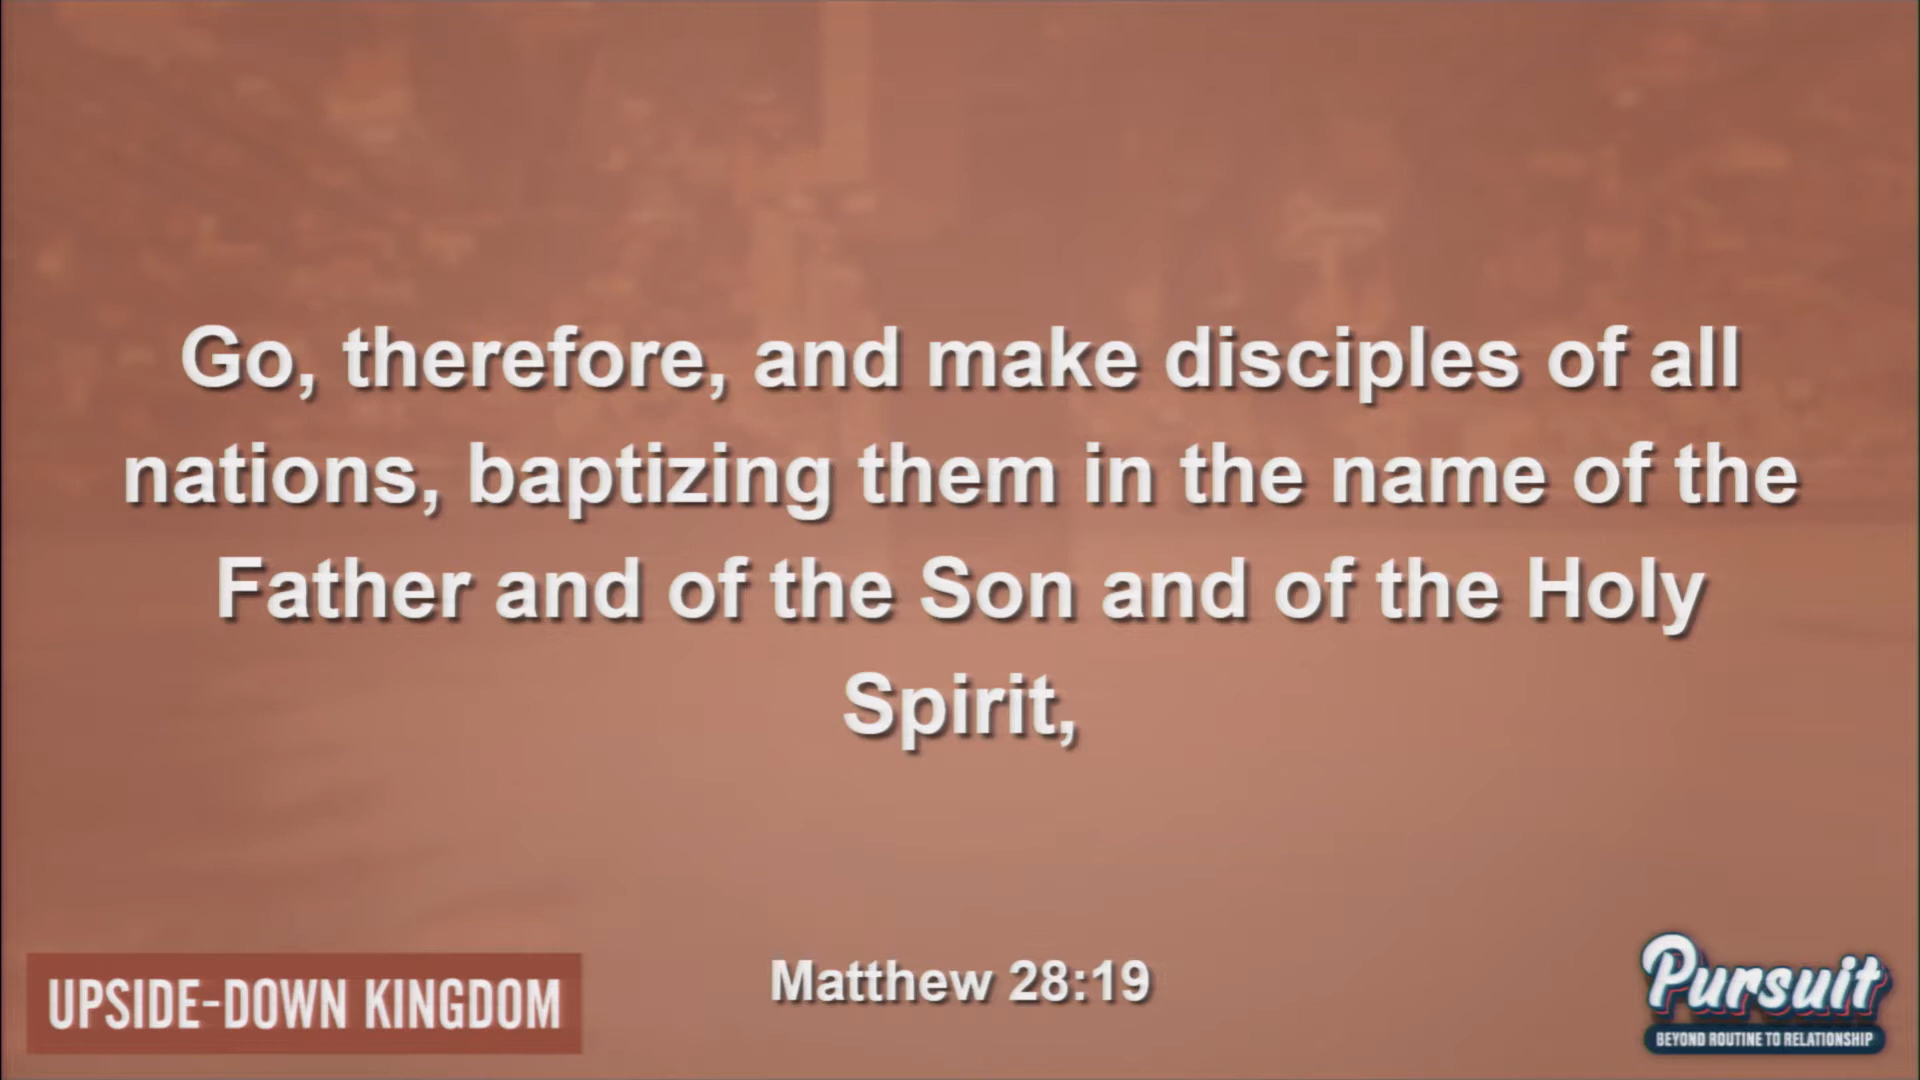 Go, therefore, and make disciples of all
nations, baptizing them in the name of the
Father and of the Son and of the Holy
Spirit,
Matthew 28:19
UPSIDE-DOWN KINGDOM
Pursuit
BEYOND ROUTINE TO RELATIONSHIP